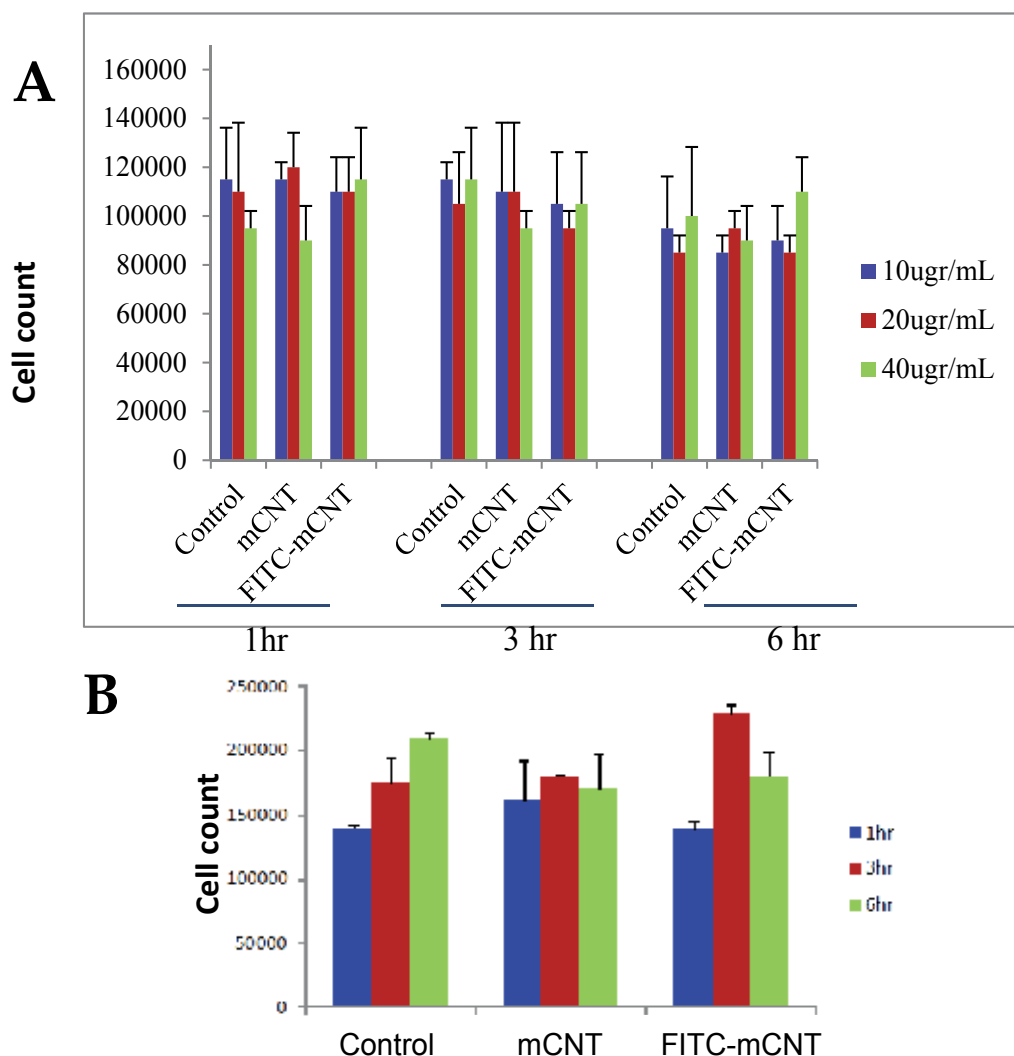 A
160000
140000
120000
100000
80000
60000
40000
20000
0
Cell count
10ugr/mL
20ugr/mL
40ugr/mL
Control
mCNT
FITC-mCNT
Control
mCNT
FITC-mCNT
Control
mCNT
FITC-mCNT
1hr
3 hr
6 hr
B
250000
200000
150000
100000
50000
0
Cell count
1hr
3hr
6hr
Control
mCNT
FITC-mCNT